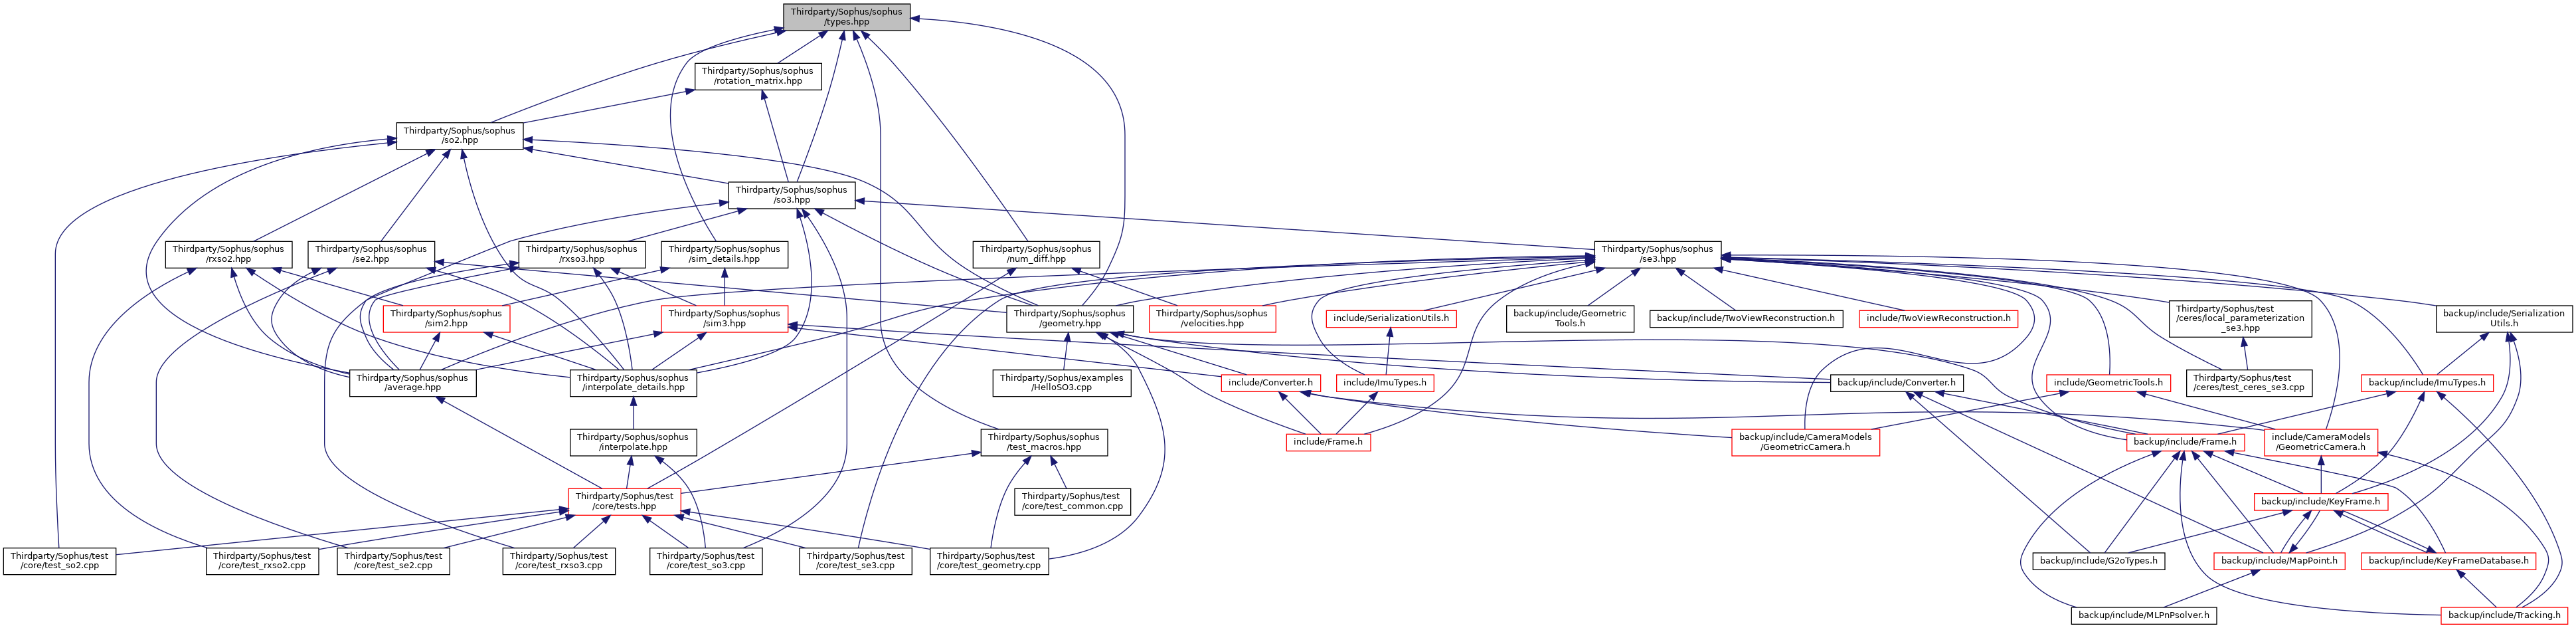 Thirdparty/Sophus/sophus
/types.hpp
Thirdparty/Sophus/sophus
/rotation_matrix.hpp
Thirdparty/Sophus/sophus
/so2.hpp
Thirdparty/Sophus/sophus
/so3.hpp
Thirdparty/Sophus/sophus
/rxso2.hpp
Thirdparty/Sophus/sophus
/se2.hpp
Thirdparty/Sophus/sophus
/rxso3.hpp
Thirdparty/Sophus/sophus
/sim_details.hpp
Thirdparty/Sophus/sophus
/num_diff.hpp
Thirdparty/Sophus/sophus
/se3.hpp
Thirdparty/Sophus/sophus
/sim2.hpp
Thirdparty/Sophus/sophus
/sim3.hpp
Thirdparty/Sophus/sophus
/geometry.hpp
Thirdparty/Sophus/sophus
/velocities.hpp
include/SerializationUtils.h
backup/include/Geometric
Tools.h
backup/include/TwoViewReconstruction.h
include/TwoViewReconstruction.h
Thirdparty/Sophus/test
/ceres/local_parameterization
_se3.hpp
backup/include/Serialization
Utils.h
Thirdparty/Sophus/sophus
/average.hpp
Thirdparty/Sophus/sophus
/interpolate_details.hpp
Thirdparty/Sophus/examples
/HelloSO3.cpp
include/Converter.h
include/ImuTypes.h
backup/include/Converter.h
include/GeometricTools.h
Thirdparty/Sophus/test
/ceres/test_ceres_se3.cpp
backup/include/ImuTypes.h
Thirdparty/Sophus/sophus
/interpolate.hpp
Thirdparty/Sophus/sophus
/test_macros.hpp
include/Frame.h
backup/include/CameraModels
/GeometricCamera.h
backup/include/Frame.h
include/CameraModels
/GeometricCamera.h
Thirdparty/Sophus/test
/core/tests.hpp
Thirdparty/Sophus/test
/core/test_common.cpp
backup/include/KeyFrame.h
Thirdparty/Sophus/test
/core/test_so2.cpp
Thirdparty/Sophus/test
/core/test_rxso2.cpp
Thirdparty/Sophus/test
/core/test_se2.cpp
Thirdparty/Sophus/test
/core/test_rxso3.cpp
Thirdparty/Sophus/test
/core/test_so3.cpp
Thirdparty/Sophus/test
/core/test_se3.cpp
Thirdparty/Sophus/test
/core/test_geometry.cpp
backup/include/G2oTypes.h
backup/include/MapPoint.h
backup/include/KeyFrameDatabase.h
backup/include/MLPnPsolver.h
backup/include/Tracking.h